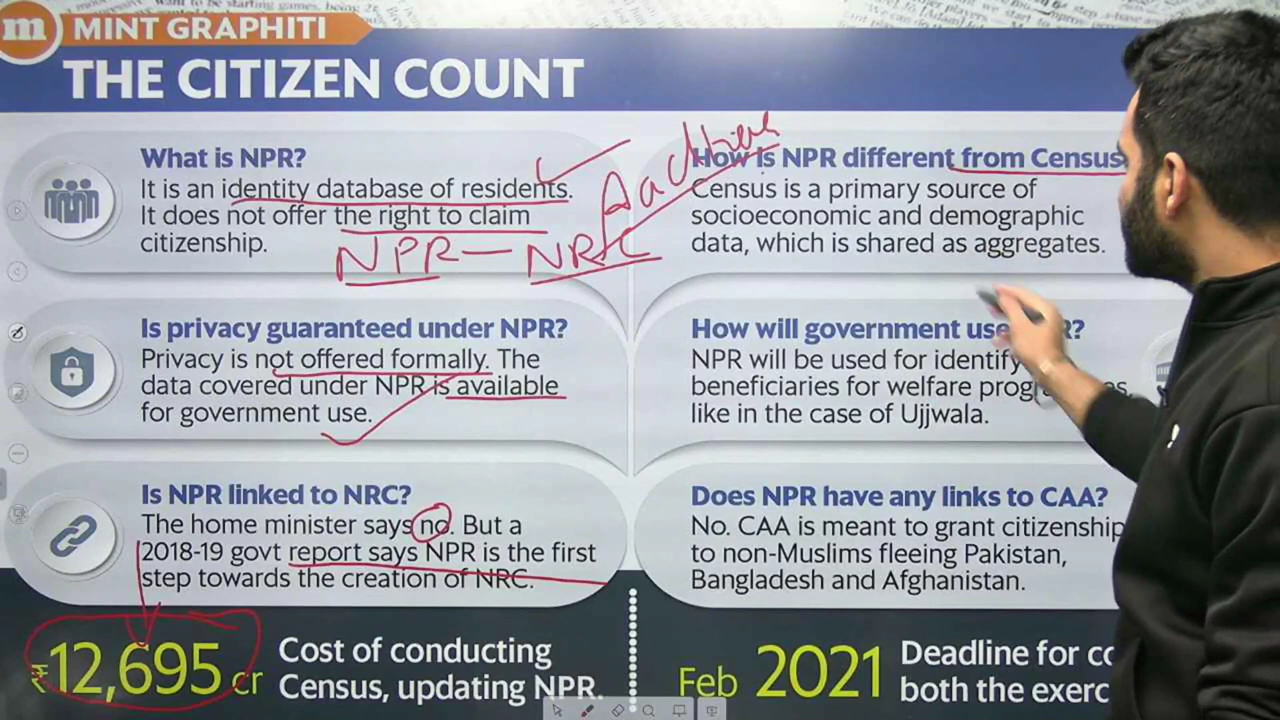 m MINT GRAPHITI
THE CITIZEN COUNT
What is NPR?
It is an identity database of residents.
It does not offer the right to claim
citizenship.
NPR — NRC
Aadhar
Is privacy guaranteed under NPR?
Privacy is not offered formally. The
data covered under NPR is available
for government use.
Is NPR linked to NRC?
The home minister says no. But a
2018-19 govt report says NPR is the first
step towards the creation of NRC.
How is NPR different from Census
Census is a primary source of
socioeconomic and demographic
data, which is shared as aggregates.
How will government use R?
NPR will be used for identify
beneficiaries for welfare prog es,
like in the case of Ujjwala.
Does NPR have any links to CAA?
No. CAA is meant to grant citizenship
to non-Muslims fleeing Pakistan,
Bangladesh and Afghanistan.
₹12,695 cr
Cost of conducting
Census, updating NPR.
Feb 2021
Deadline for co
both the exerc